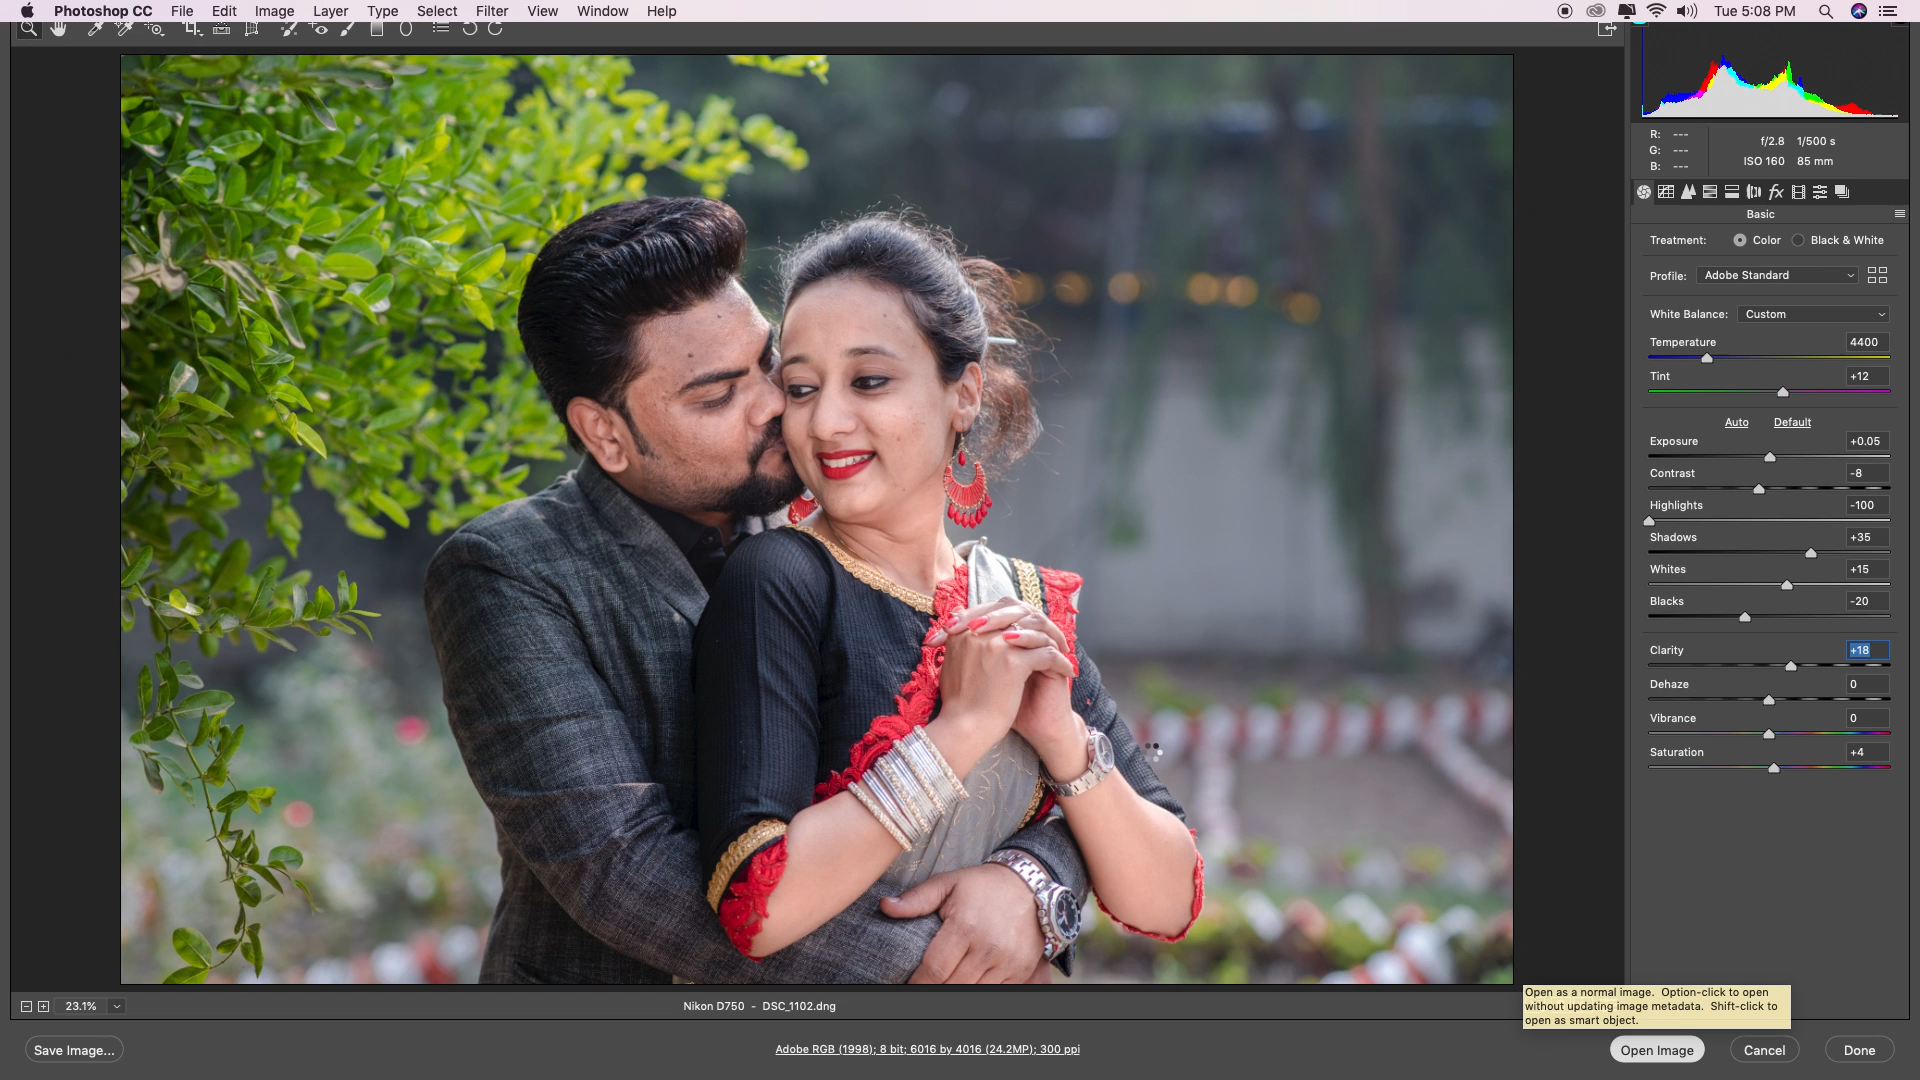 Photoshop CC File Edit Image Layer Type Select Filter View Window Help Tue 5:08 PM
R: ---
G: ---
B: ---
f/2.8 1/500 s
ISO 160 85 mm
fx
Basic
Treatment: Color Black & White
Profile: Adobe Standard
White Balance: Custom
Temperature 4400
Tint +12
Auto Default
Exposure +0.05
Contrast -8
Highlights -100
Shadows +35
Whites +15
Blacks -20
Clarity +18
Dehaze 0
Vibrance 0
Saturation +4
23.1%
Nikon D750 - DSC_1102.dng
Open as a normal image. Option-click to open
without updating image metadata. Shift-click to
open as smart object.
Save Image...
Adobe RGB (1998); 8 bit; 6016 by 4016 (24.2MP); 300 ppi
Open Image Cancel Done